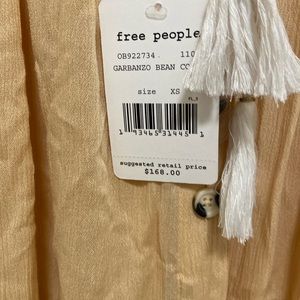 free people
OB922734 110
GARBANZO BEAN CO
size XS
1 93465 31445 1
suggested retail price
$168.00